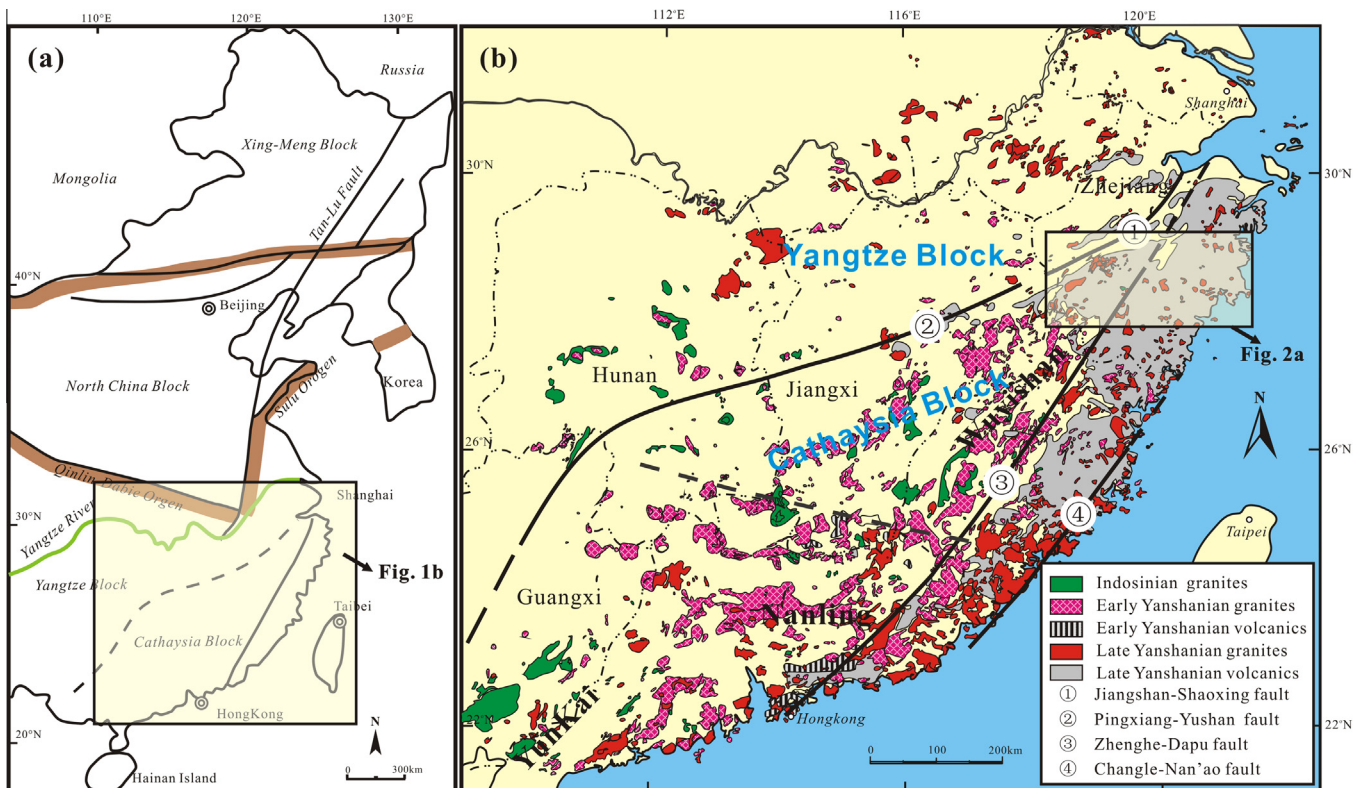 110°E
120°E
130°E
(a)
Russia
Xing-Meng Block
Mongolia
Tan-Lu Fault
40°N
Beijing
North China Block
Korea
Sulu Orogen
Qinlin-Dabie Orgen
Shanghai
30°N
Yangtze River
Fig. 1b
Yangtze Block
Taibei
Cathaysia Block
HongKong
20°N
N
0 300km
Hainan Island
112°E
116°E
120°E
(b)
Shanghai
30°N
30°N
Zhejiang
①
Yangtze Block
②
Fig. 2a
Hunan
Jiangxi
Wuyishan
Cathaysia Block
N
26°N
26°N
③
④
Taipei
Guangxi
Nanling
Yunkai
22°N
22°N
Hongkong
0 100 200km
Indosinian granites
Early Yanshanian granites
Early Yanshanian volcanics
Late Yanshanian granites
Late Yanshanian volcanics
① Jiangshan-Shaoxing fault
② Pingxiang-Yushan fault
③ Zhenghe-Dapu fault
④ Changle-Nan'ao fault